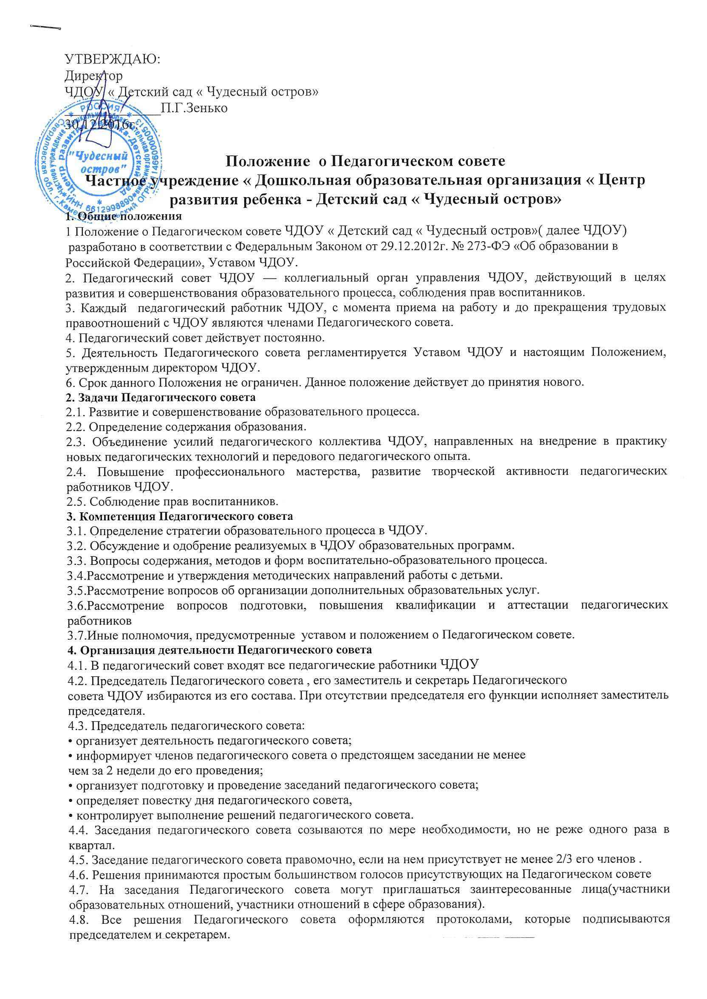 УТВЕРЖДАЮ:
Директор
ЧДОУ « Детский сад « Чудесный остров»
______________П.Г.Зенько
30.12.2016г.
РОССИЯ
Свердловская обл. г.Каменск-Уральский ОГРН 1146600000513
Частное учреждение "Дошкольная образовательная организация
"Центр развития ребенка-Детский сад
ИНН 6612998890
"Чудесный
остров"
Положение о Педагогическом совете
Частное учреждение « Дошкольная образовательная организация « Центр
развития ребенка - Детский сад « Чудесный остров»
1. Общие положения
1 Положение о Педагогическом совете ЧДОУ « Детский сад « Чудесный остров»( далее ЧДОУ)
разработано в соответствии с Федеральным Законом от 29.12.2012г. № 273-ФЭ «Об образовании в
Российской Федерации», Уставом ЧДОУ.
2. Педагогический совет ЧДОУ — коллегиальный орган управления ЧДОУ, действующий в целях
развития и совершенствования образовательного процесса, соблюдения прав воспитанников.
3. Каждый педагогический работник ЧДОУ, с момента приема на работу и до прекращения трудовых
правоотношений с ЧДОУ являются членами Педагогического совета.
4. Педагогический совет действует постоянно.
5. Деятельность Педагогического совета регламентируется Уставом ЧДОУ и настоящим Положением,
утвержденным директором ЧДОУ.
6. Срок данного Положения не ограничен. Данное положение действует до принятия нового.
2. Задачи Педагогического совета
2.1. Развитие и совершенствование образовательного процесса.
2.2. Определение содержания образования.
2.3. Объединение усилий педагогического коллектива ЧДОУ, направленных на внедрение в практику
новых педагогических технологий и передового педагогического опыта.
2.4. Повышение профессионального мастерства, развитие творческой активности педагогических
работников ЧДОУ.
2.5. Соблюдение прав воспитанников.
3. Компетенция Педагогического совета
3.1. Определение стратегии образовательного процесса в ЧДОУ.
3.2. Обсуждение и одобрение реализуемых в ЧДОУ образовательных программ.
3.3. Вопросы содержания, методов и форм воспитательно-образовательного процесса.
3.4.Рассмотрение и утверждения методических направлений работы с детьми.
3.5.Рассмотрение вопросов об организации дополнительных образовательных услуг.
3.6.Рассмотрение вопросов подготовки, повышения квалификации и аттестации педагогических
работников
3.7.Иные полномочия, предусмотренные уставом и положением о Педагогическом совете.
4. Организация деятельности Педагогического совета
4.1. В педагогический совет входят все педагогические работники ЧДОУ
4.2. Председатель Педагогического совета , его заместитель и секретарь Педагогического
совета ЧДОУ избираются из его состава. При отсутствии председателя его функции исполняет заместитель
председателя.
4.3. Председатель педагогического совета:
• организует деятельность педагогического совета;
• информирует членов педагогического совета о предстоящем заседании не менее
чем за 2 недели до его проведения;
• организует подготовку и проведение заседаний педагогического совета;
• определяет повестку дня педагогического совета,
• контролирует выполнение решений педагогического совета.
4.4. Заседания педагогического совета созываются по мере необходимости, но не реже одного раза в
квартал.
4.5. Заседание педагогического совета правомочно, если на нем присутствует не менее 2/3 его членов .
4.6. Решения принимаются простым большинством голосов присутствующих на Педагогическом совете
4.7. На заседания Педагогического совета могут приглашаться заинтересованные лица(участники
образовательных отношений, участники отношений в сфере образования).
4.8. Все решения Педагогического совета оформляются протоколами, которые подписываются
председателем и секретарем.